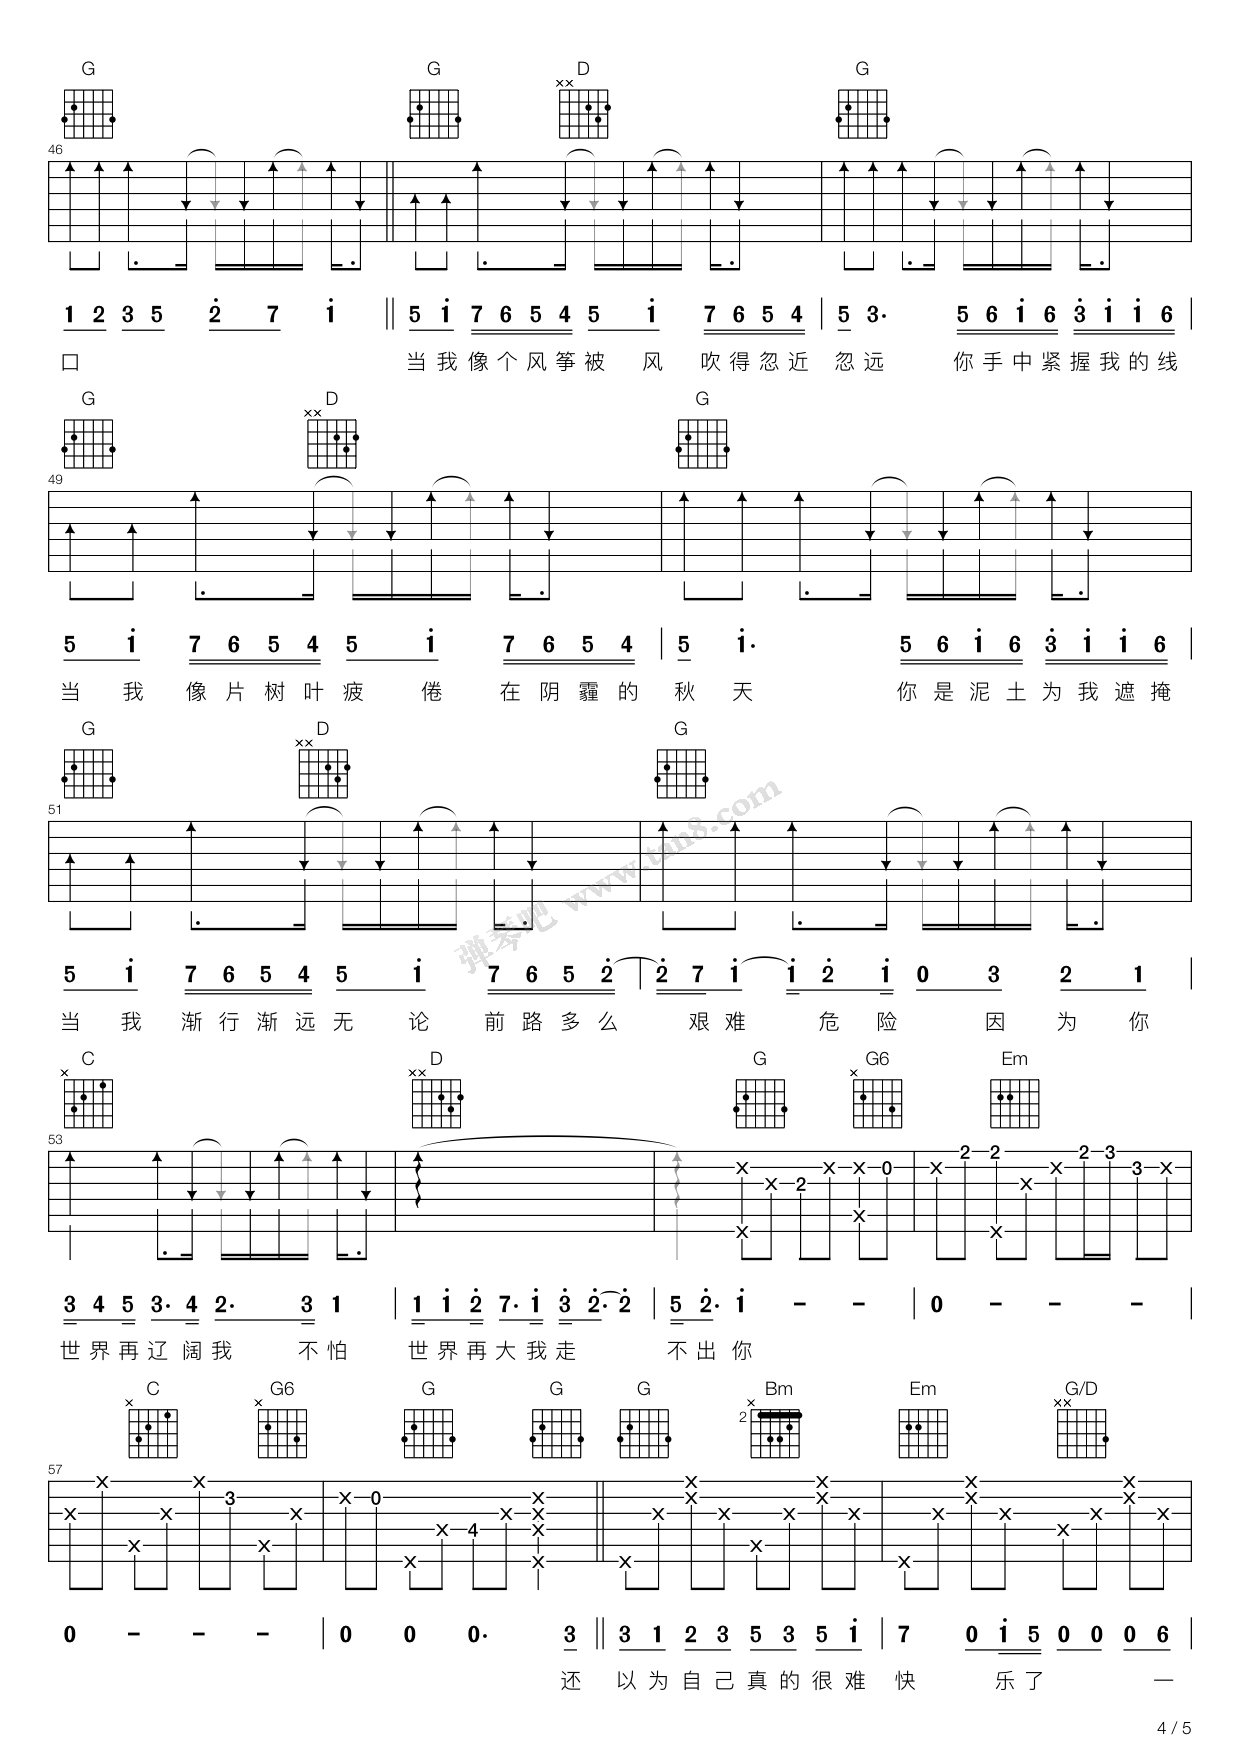 G G D G
×× 
46
1 2 3 5 2 7 1 5 1 7 6 5 4 5 1 7 6 5 4 5 3. 5 6 1 6 3 1 1 6
口 当我像个风筝被 风 吹得忽近 忽远 你手中紧握我的线
G D G
××
49
5 1 7 6 5 4 5 1 7 6 5 4 5 1. 5 6 1 6 3 1 1 6
当 我 像片树叶疲 倦 在阴霾的 秋天 你是泥土为我遮掩
G D G
××
51
5 1 7 6 5 4 5 1 7 6 5 2 2 7 1 1 2 1 0 3 2 1
当 我 渐行渐远无 论 前路多么 艰难 危险 因 为 你
弹琴吧 www.tan8.com
C D G G6 Em
× ×× ×
53
X X 2 X X X 0 X X 2 2 X X X 2 3 3 X
3 4 5 3. 4 2. 3 1 1 1 2 7. 1 3 2. 2 5 2. 1 - - 0 - - -
世界再辽阔我 不怕 世界再大我走 不出你
C G6 G G G Bm Em G/D
× × × ××
2
57
X X X X X 3 X X X 0 X X 4 X X X X X X X X X X X X X X X X X X X X X X X X X
0 - - - 0 0 0. 3 3 1 2 3 5 3 5 1 7 0 1 5 0 0 0 6
还 以为自己真的很难 快 乐了 一
4 / 5